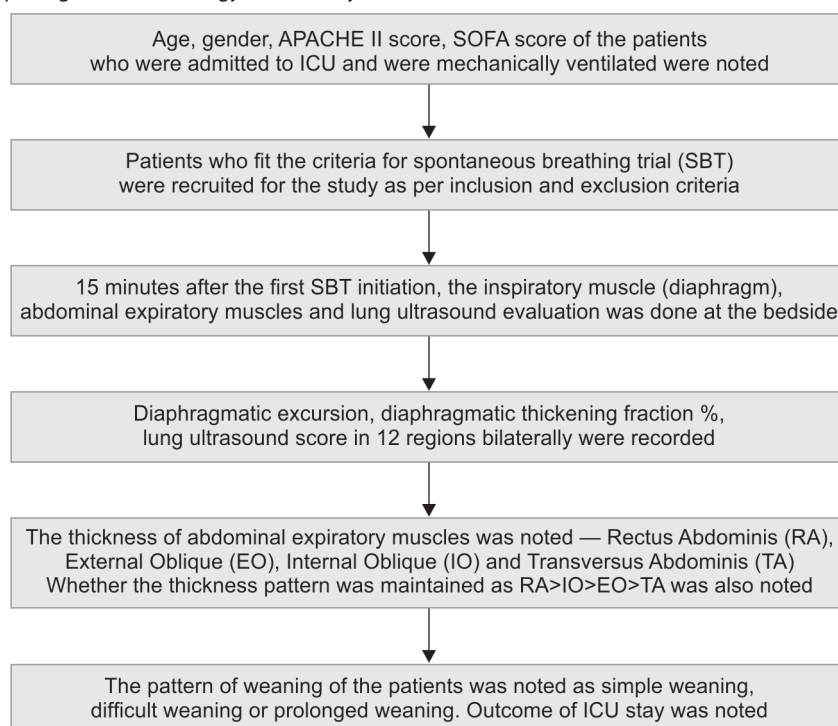 Age, gender, APACHE II score, SOFA score of the patients
who were admitted to ICU and were mechanically ventilated were noted
Patients who fit the criteria for spontaneous breathing trial (SBT)
were recruited for the study as per inclusion and exclusion criteria
15 minutes after the first SBT initiation, the inspiratory muscle (diaphragm),
abdominal expiratory muscles and lung ultrasound evaluation was done at the bedside
Diaphragmatic excursion, diaphragmatic thickening fraction %,
lung ultrasound score in 12 regions bilaterally were recorded
The thickness of abdominal expiratory muscles was noted — Rectus Abdominis (RA),
External Oblique (EO), Internal Oblique (IO) and Transversus Abdominis (TA)
Whether the thickness pattern was maintained as RA>IO>EO>TA was also noted
The pattern of weaning of the patients was noted as simple weaning,
difficult weaning or prolonged weaning. Outcome of ICU stay was noted